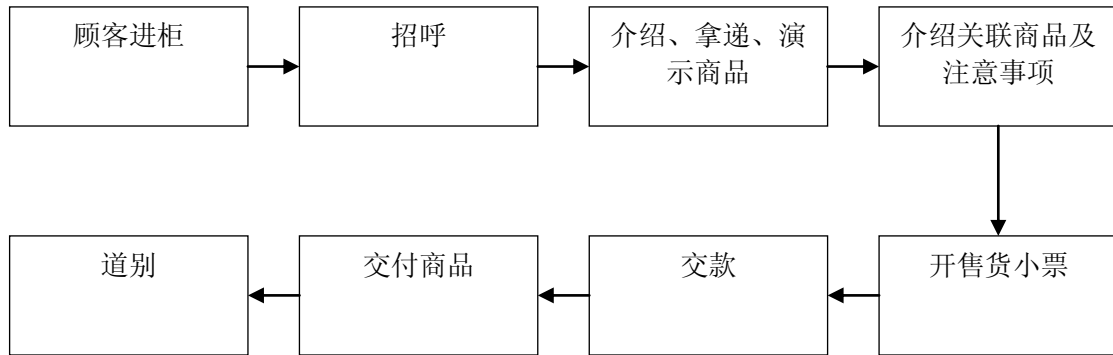 顾客进柜
招呼
介绍、拿递、演
示商品
介绍关联商品及
注意事项
开售货小票
交款
交付商品
道别